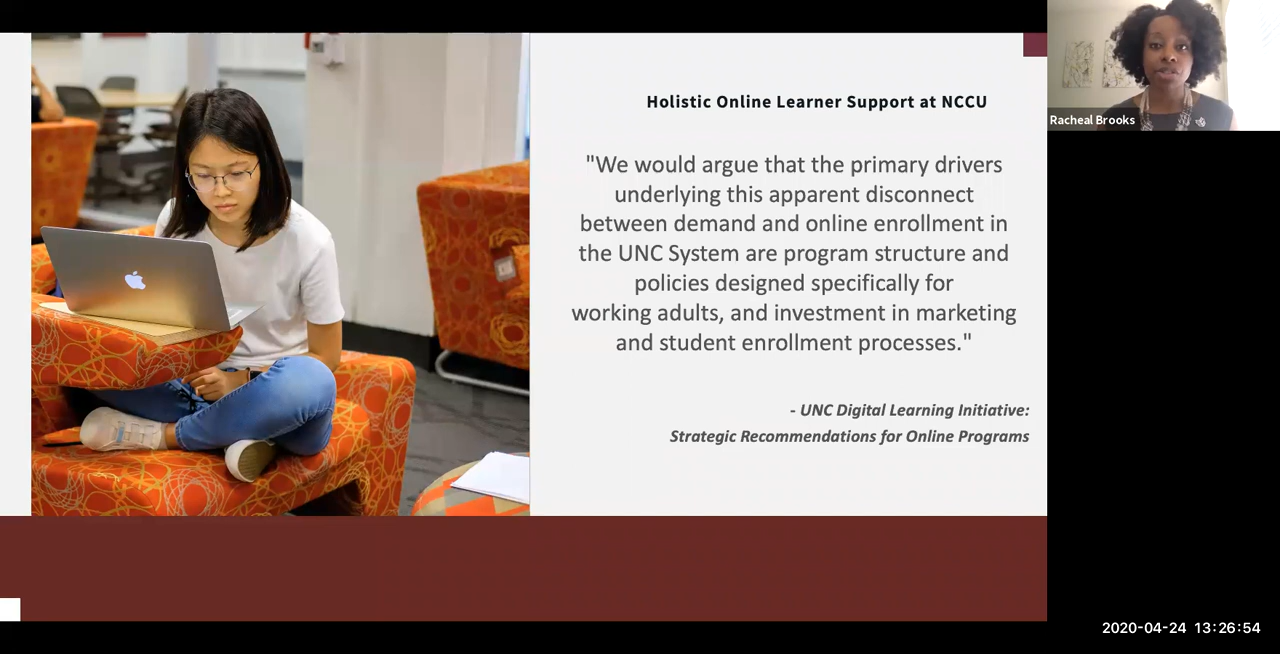 Holistic Online Learner Support at NCCU
"We would argue that the primary drivers
underlying this apparent disconnect
between demand and online enrollment in
the UNC System are program structure and
policies designed specifically for
working adults, and investment in marketing
and student enrollment processes."
- UNC Digital Learning Initiative:
Strategic Recommendations for Online Programs
Racheal Brooks
2020-04-24 13:26:54